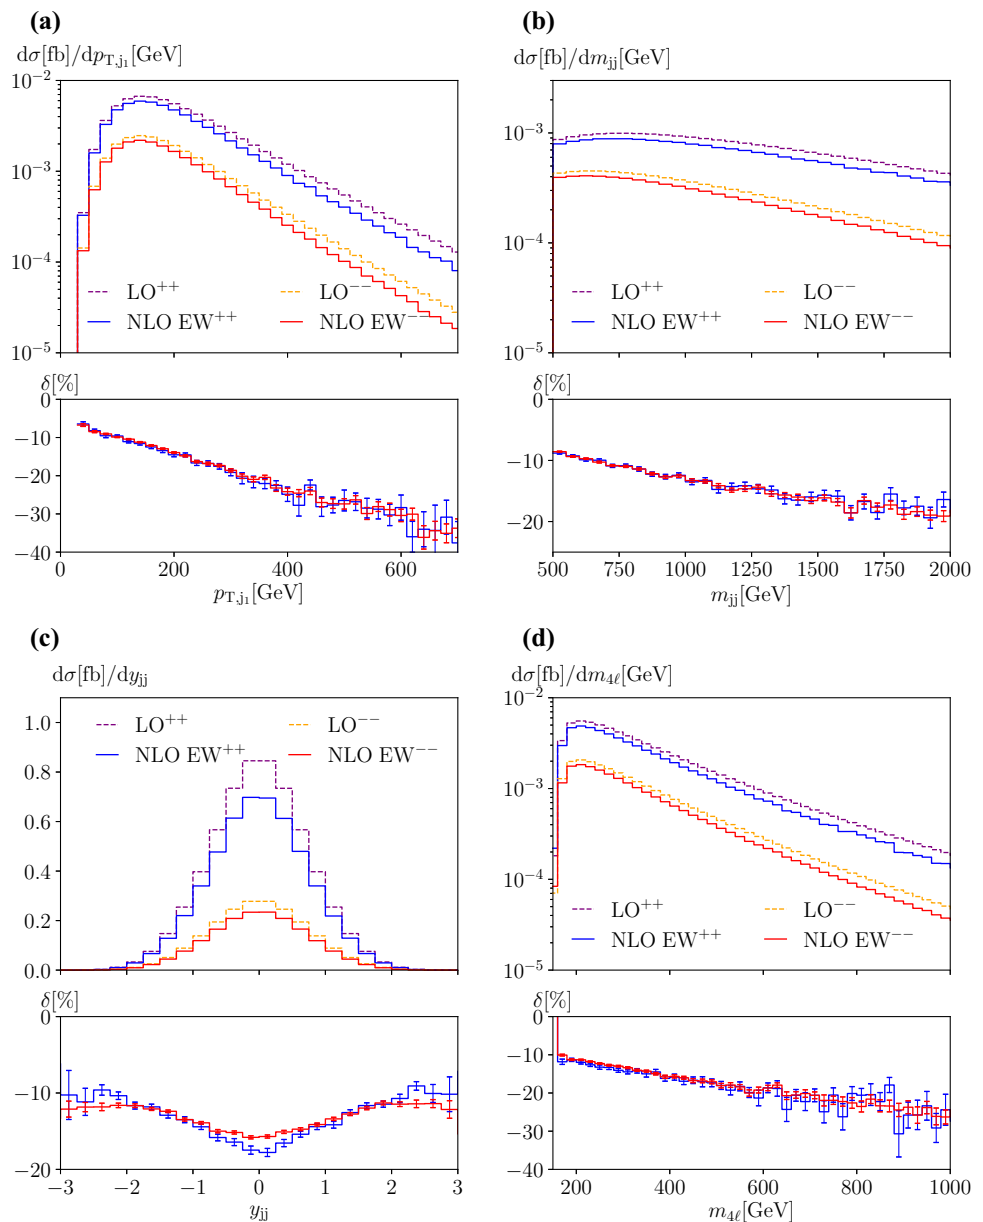 (a) (b)
dσ[fb]/dp_T,j₁[GeV] dσ[fb]/dm_jj[GeV]
10⁻² 10⁻³ 10⁻⁴ 10⁻⁵
LO⁺⁺ LO⁻⁻
NLO EW⁺⁺ NLO EW⁻⁻
10⁻³ 10⁻⁴ 10⁻⁵
LO⁺⁺ LO⁻⁻
NLO EW⁺⁺ NLO EW⁻⁻
δ[%] δ[%]
0 −10 −20 −30 −40
0 −10 −20
0 200 400 600
500 750 1000 1250 1500 1750 2000
p_T,j₁[GeV] m_jj[GeV]
(c) (d)
dσ[fb]/dy_jj dσ[fb]/dm_4ℓ[GeV]
1.0 0.8 0.6 0.4 0.2 0.0
LO⁺⁺ LO⁻⁻
NLO EW⁺⁺ NLO EW⁻⁻
10⁻² 10⁻³ 10⁻⁴ 10⁻⁵
LO⁺⁺ LO⁻⁻
NLO EW⁺⁺ NLO EW⁻⁻
δ[%] δ[%]
0 −10 −20
0 −10 −20 −30 −40
−3 −2 −1 0 1 2 3
200 400 600 800 1000
y_jj m_4ℓ[GeV]